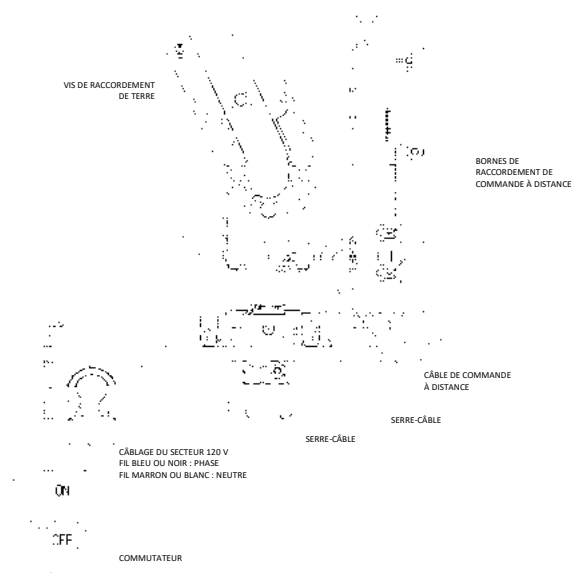 VIS DE RACCORDEMENT
DE TERRE
BORNES DE
RACCORDEMENT DE
COMMANDE À DISTANCE
CÂBLE DE COMMANDE
À DISTANCE
SERRE-CÂBLE
SERRE-CÂBLE
CÂBLAGE DU SECTEUR 120 V
FIL BLEU OU NOIR : PHASE
FIL MARRON OU BLANC : NEUTRE
ON
OFF
COMMUTATEUR